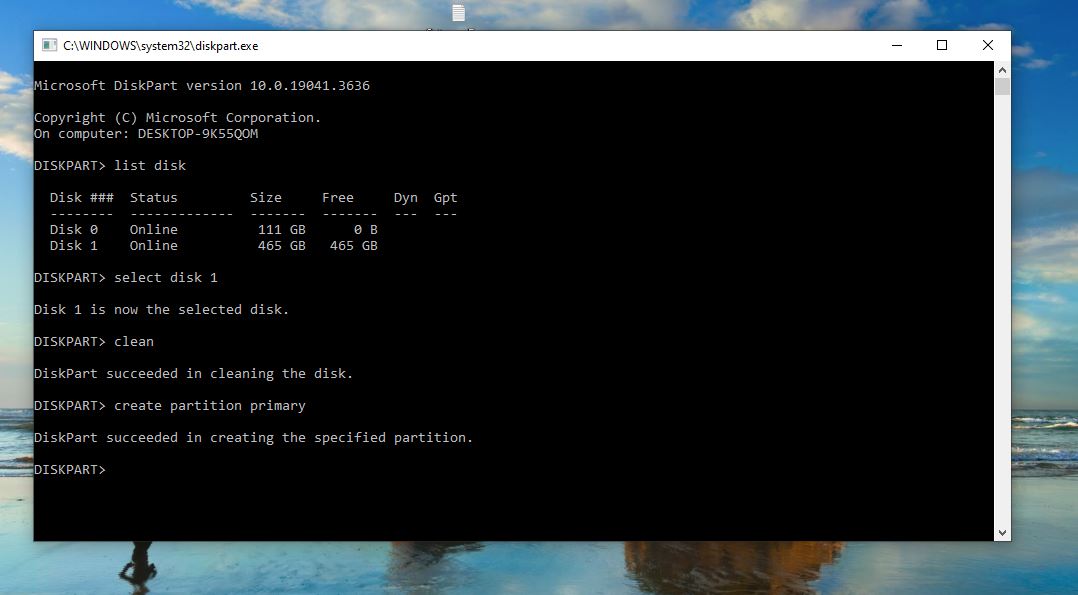 C:\WINDOWS\system32\diskpart.exe
Microsoft DiskPart version 10.0.19041.3636
Copyright (C) Microsoft Corporation.
On computer: DESKTOP-9K55QOM
DISKPART> list disk
Disk ###  Status         Size     Free     Dyn  Gpt
--------  -------------  -------  -------  ---  ---
Disk 0    Online          111 GB      0 B
Disk 1    Online          465 GB   465 GB
DISKPART> select disk 1
Disk 1 is now the selected disk.
DISKPART> clean
DiskPart succeeded in cleaning the disk.
DISKPART> create partition primary
DiskPart succeeded in creating the specified partition.
DISKPART>